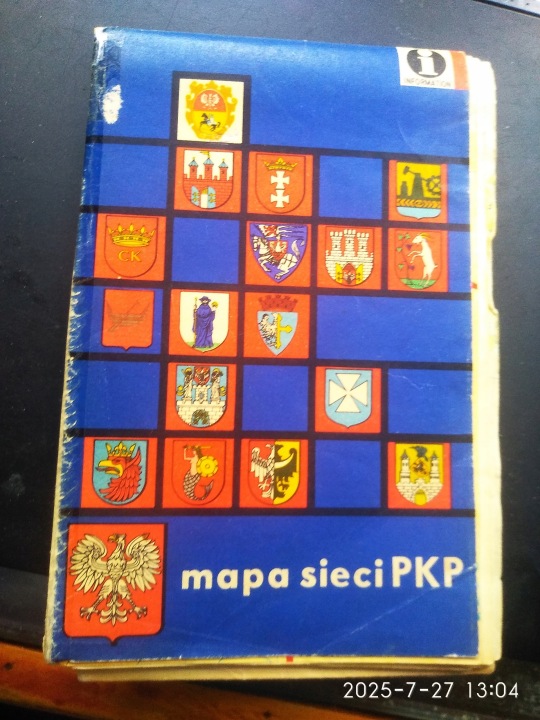 i
INFORMATION
CK
mapa sieci PKP
2025-7-27 13:04